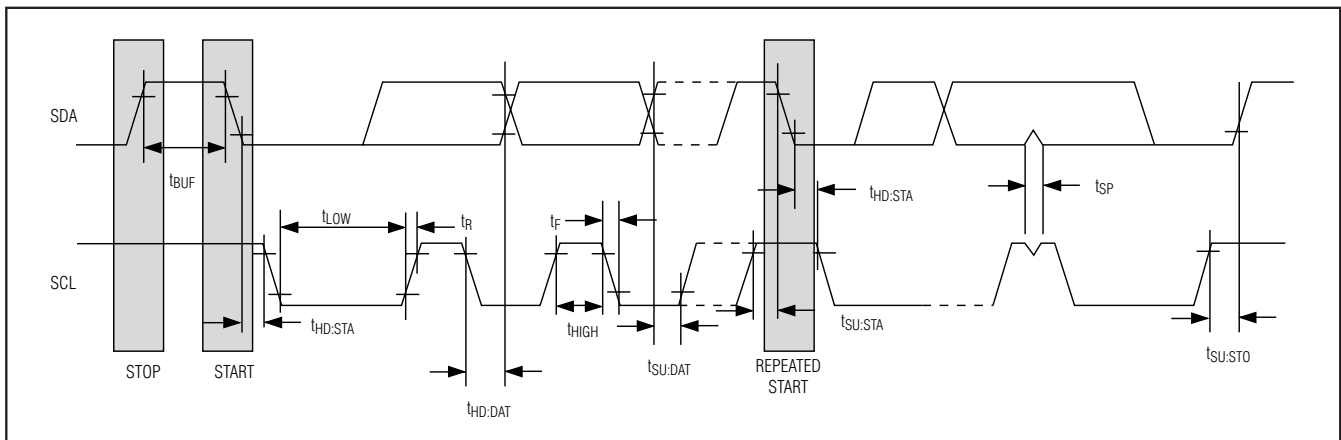 SDA
tBUF
tHD:STA
tSP
tLOW
tR
tF
SCL
tHD:STA
tHIGH
tSU:STA
tSU:DAT
tSU:STO
STOP
START
REPEATED
START
tHD:DAT